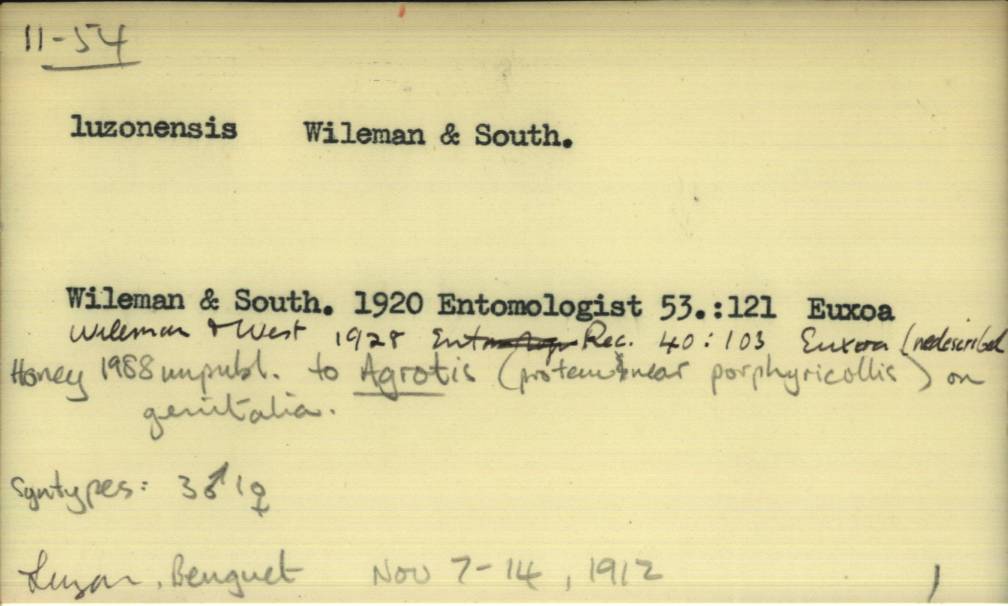 11-54
luzonensis Wileman & South.
Wileman & South. 1920 Entomologist 53.:121 Euxoa
Wileman & West 1928 Ent. Rec. 40:103 Euxoa (redescribed
Honey 1988 unpubl. to Agrotis (near porphyricollis) on
genitalia.
Syntypes: 3♂ 1♀
Luzon, Benguet Nov 7-14, 1912